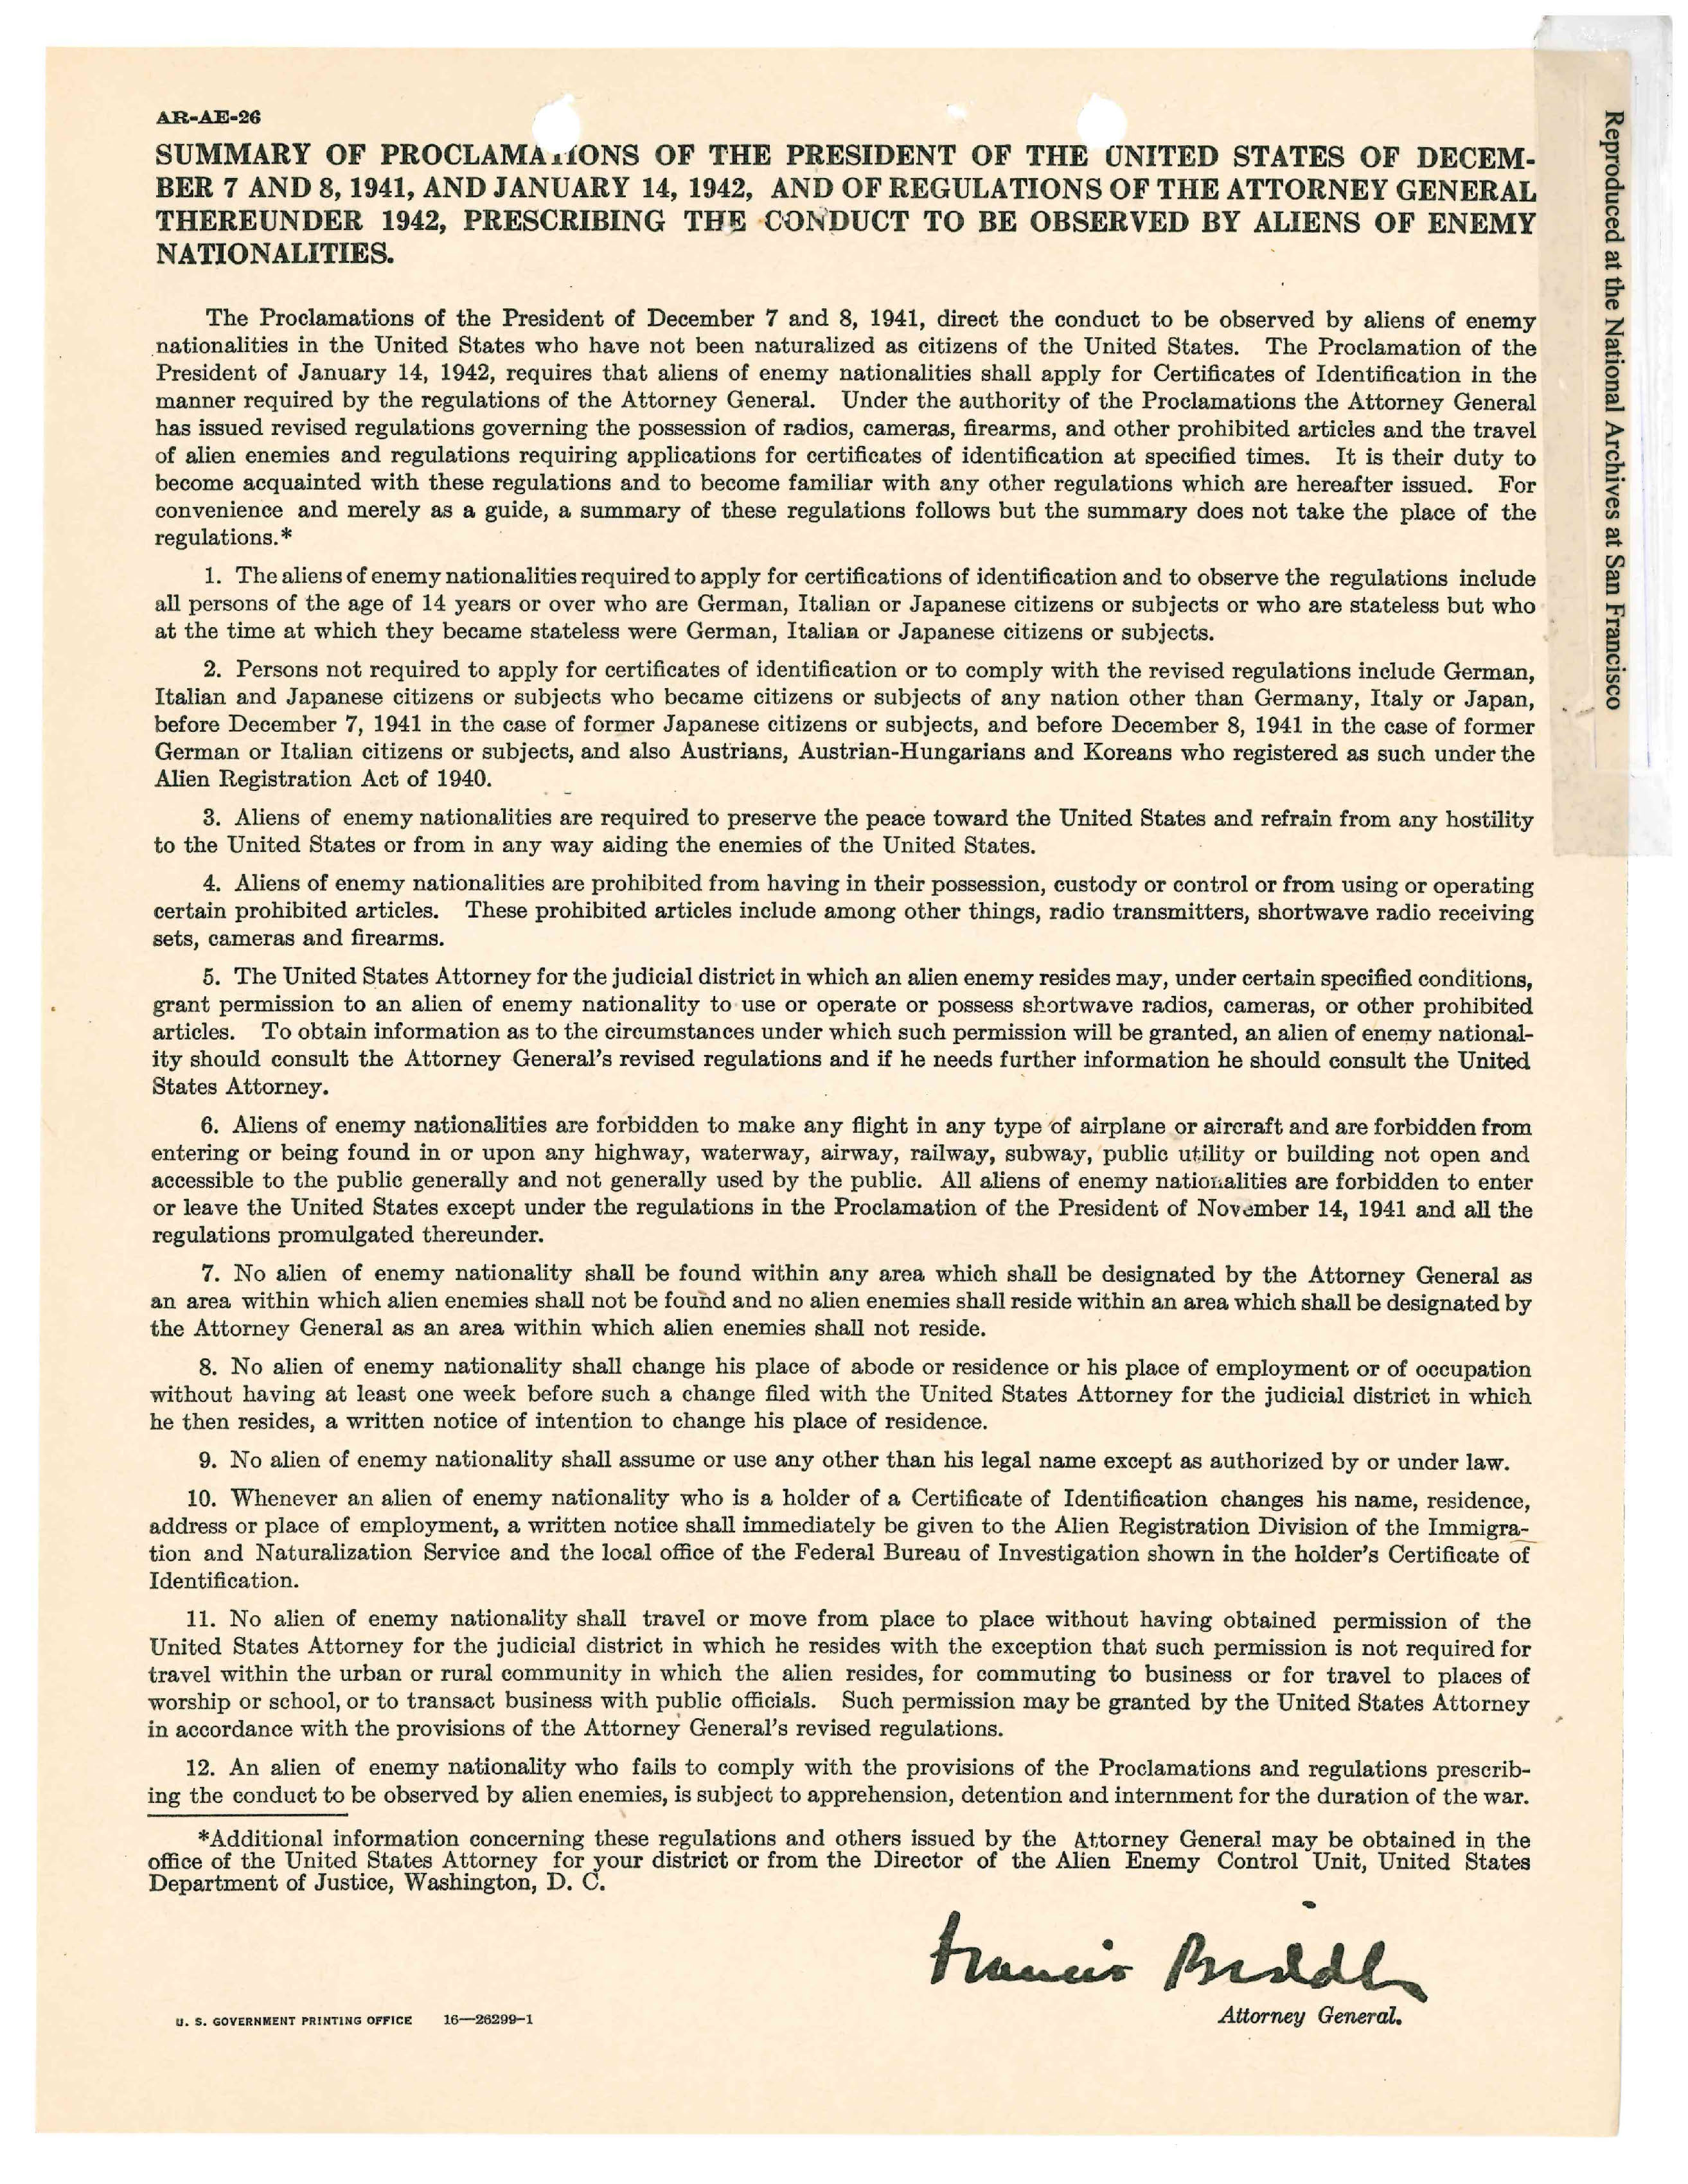 AR-AE-26
SUMMARY OF PROCLAMATIONS OF THE PRESIDENT OF THE UNITED STATES OF DECEM-
BER 7 AND 8, 1941, AND JANUARY 14, 1942, AND OF REGULATIONS OF THE ATTORNEY GENERAL
THEREUNDER 1942, PRESCRIBING THE CONDUCT TO BE OBSERVED BY ALIENS OF ENEMY
NATIONALITIES.
The Proclamations of the President of December 7 and 8, 1941, direct the conduct to be observed by aliens of enemy
nationalities in the United States who have not been naturalized as citizens of the United States. The Proclamation of the
President of January 14, 1942, requires that aliens of enemy nationalities shall apply for Certificates of Identification in the
manner required by the regulations of the Attorney General. Under the authority of the Proclamations the Attorney General
has issued revised regulations governing the possession of radios, cameras, firearms, and other prohibited articles and the travel
of alien enemies and regulations requiring applications for certificates of identification at specified times. It is their duty to
become acquainted with these regulations and to become familiar with any other regulations which are hereafter issued. For
convenience and merely as a guide, a summary of these regulations follows but the summary does not take the place of the
regulations.*
1. The aliens of enemy nationalities required to apply for certifications of identification and to observe the regulations include
all persons of the age of 14 years or over who are German, Italian or Japanese citizens or subjects or who are stateless but who
at the time at which they became stateless were German, Italian or Japanese citizens or subjects.
2. Persons not required to apply for certificates of identification or to comply with the revised regulations include German,
Italian and Japanese citizens or subjects who became citizens or subjects of any nation other than Germany, Italy or Japan,
before December 7, 1941 in the case of former Japanese citizens or subjects, and before December 8, 1941 in the case of former
German or Italian citizens or subjects, and also Austrians, Austrian-Hungarians and Koreans who registered as such under the
Alien Registration Act of 1940.
3. Aliens of enemy nationalities are required to preserve the peace toward the United States and refrain from any hostility
to the United States or from in any way aiding the enemies of the United States.
4. Aliens of enemy nationalities are prohibited from having in their possession, custody or control or from using or operating
certain prohibited articles. These prohibited articles include among other things, radio transmitters, shortwave radio receiving
sets, cameras and firearms.
5. The United States Attorney for the judicial district in which an alien enemy resides may, under certain specified conditions,
grant permission to an alien of enemy nationality to use or operate or possess shortwave radios, cameras, or other prohibited
articles. To obtain information as to the circumstances under which such permission will be granted, an alien of enemy national-
ity should consult the Attorney General's revised regulations and if he needs further information he should consult the United
States Attorney.
6. Aliens of enemy nationalities are forbidden to make any flight in any type of airplane or aircraft and are forbidden from
entering or being found in or upon any highway, waterway, airway, railway, subway, public utility or building not open and
accessible to the public generally and not generally used by the public. All aliens of enemy nationalities are forbidden to enter
or leave the United States except under the regulations in the Proclamation of the President of November 14, 1941 and all the
regulations promulgated thereunder.
7. No alien of enemy nationality shall be found within any area which shall be designated by the Attorney General as
an area within which alien enemies shall not be found and no alien enemies shall reside within an area which shall be designated by
the Attorney General as an area within which alien enemies shall not reside.
8. No alien of enemy nationality shall change his place of abode or residence or his place of employment or of occupation
without having at least one week before such a change filed with the United States Attorney for the judicial district in which
he then resides, a written notice of intention to change his place of residence.
9. No alien of enemy nationality shall assume or use any other than his legal name except as authorized by or under law.
10. Whenever an alien of enemy nationality who is a holder of a Certificate of Identification changes his name, residence,
address or place of employment, a written notice shall immediately be given to the Alien Registration Division of the Immigra-
tion and Naturalization Service and the local office of the Federal Bureau of Investigation shown in the holder's Certificate of
Identification.
11. No alien of enemy nationality shall travel or move from place to place without having obtained permission of the
United States Attorney for the judicial district in which he resides with the exception that such permission is not required for
travel within the urban or rural community in which the alien resides, for commuting to business or for travel to places of
worship or school, or to transact business with public officials. Such permission may be granted by the United States Attorney
in accordance with the provisions of the Attorney General's revised regulations.
12. An alien of enemy nationality who fails to comply with the provisions of the Proclamations and regulations prescrib-
ing the conduct to be observed by alien enemies, is subject to apprehension, detention and internment for the duration of the war.
*Additional information concerning these regulations and others issued by the Attorney General may be obtained in the
office of the United States Attorney for your district or from the Director of the Alien Enemy Control Unit, United States
Department of Justice, Washington, D. C.
Francis Biddle
Attorney General.
U. S. GOVERNMENT PRINTING OFFICE 16—26299-1
Reproduced at the National Archives at San Francisco